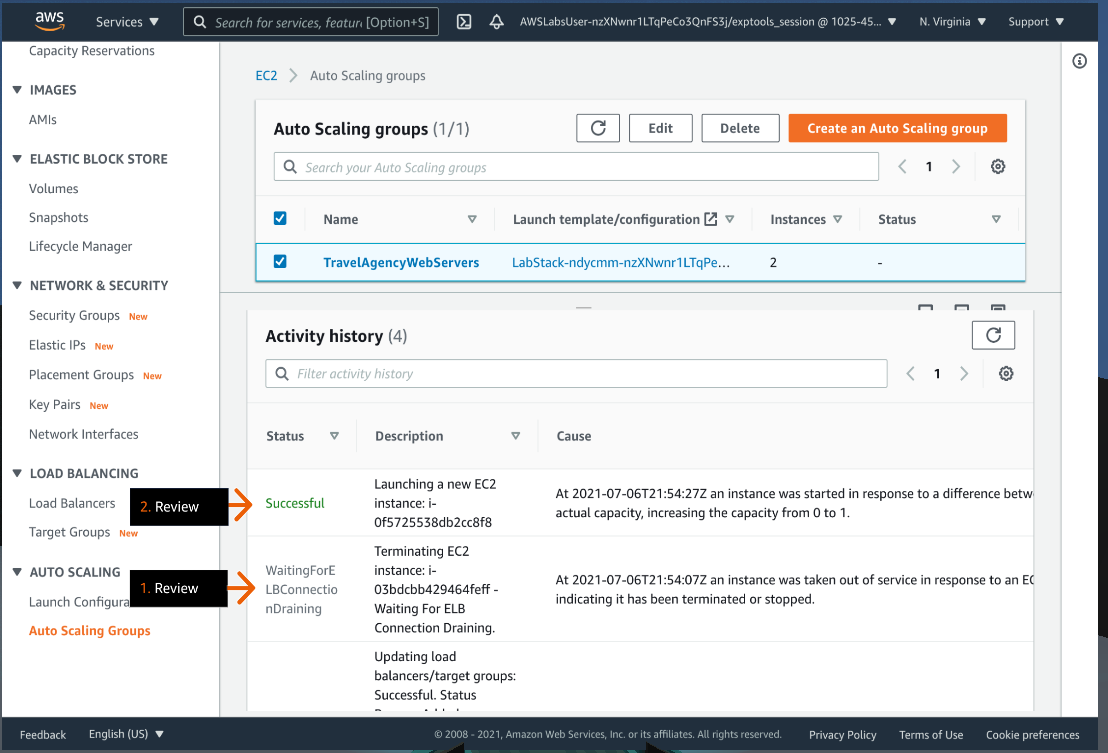 aws
Services
Search for services, featur
[Option+S]
AWSLabsUser-nzXNwnr1LTqPeCo3QnFS3j/exptools_session @ 1025-45...
N. Virginia
Support
Capacity Reservations
IMAGES
AMIs
ELASTIC BLOCK STORE
Volumes
Snapshots
Lifecycle Manager
NETWORK & SECURITY
Security Groups New
Elastic IPs New
Placement Groups New
Key Pairs New
Network Interfaces
LOAD BALANCING
Load Balancers
Target Groups New
AUTO SCALING
Launch Configura
Auto Scaling Groups
2. Review
1. Review
EC2 > Auto Scaling groups
Auto Scaling groups (1/1)
Edit
Delete
Create an Auto Scaling group
Search your Auto Scaling groups
1
Name
Launch template/configuration
Instances
Status
TravelAgencyWebServers
LabStack-ndycmm-nzXNwnr1LTqPe...
2
-
Activity history (4)
Filter activity history
1
Status
Description
Cause
Successful
Launching a new EC2
instance: i-
0f5725538db2cc8f8
At 2021-07-06T21:54:27Z an instance was started in response to a difference betw
actual capacity, increasing the capacity from 0 to 1.
WaitingForE
LBConnectio
nDraining
Terminating EC2
instance: i-
03bdcbb429464feff -
Waiting For ELB
Connection Draining.
At 2021-07-06T21:54:07Z an instance was taken out of service in response to an EC
indicating it has been terminated or stopped.
Updating load
balancers/target groups:
Successful. Status
Feedback
English (US)
© 2008 - 2021, Amazon Web Services, Inc. or its affiliates. All rights reserved.
Privacy Policy
Terms of Use
Cookie preferences